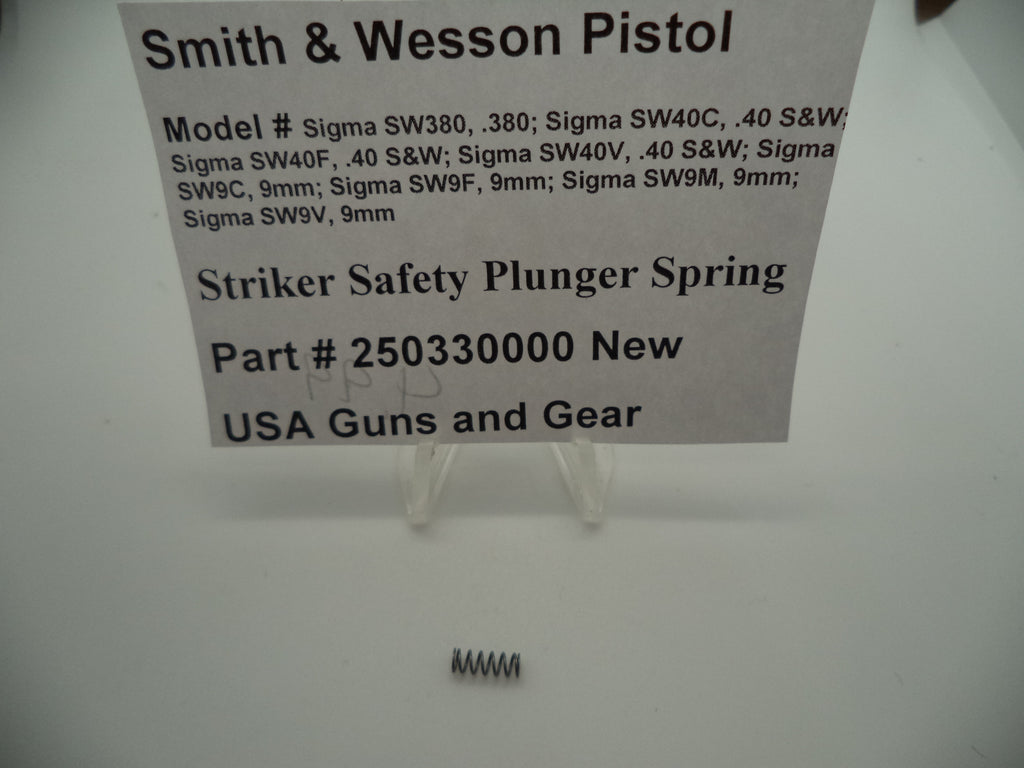 Smith & Wesson Pistol
Model # Sigma SW380, .380; Sigma SW40C, .40 S&W;
Sigma SW40F, .40 S&W; Sigma SW40V, .40 S&W; Sigma
SW9C, 9mm; Sigma SW9F, 9mm; Sigma SW9M, 9mm;
Sigma SW9V, 9mm
Striker Safety Plunger Spring
Part # 250330000 New
USA Guns and Gear